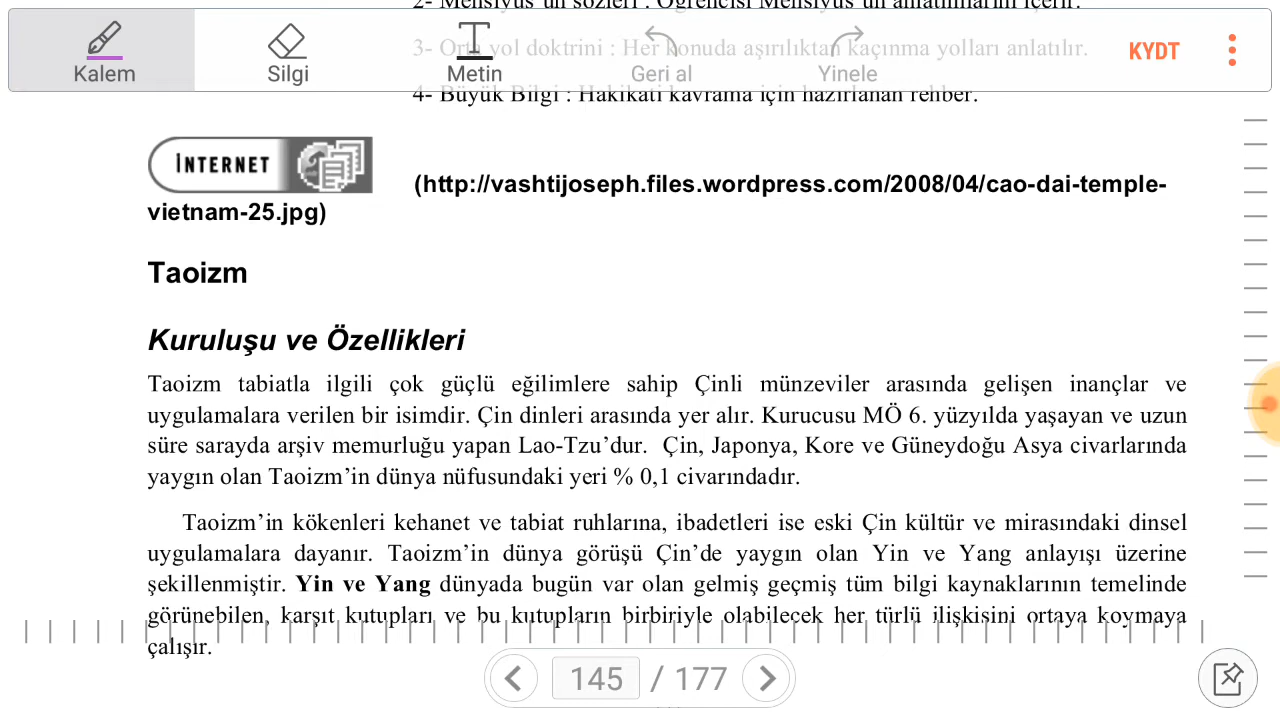 2- Mensiyüs'ün sözleri : Öğrencisi Mensiyüs'ün anlatımlarını içerir.
3- Orta yol doktrini : Her konuda aşırılıktan kaçınma yolları anlatılır.
Kalem
Silgi
Metin
Geri al
Yinele
KYDT
4- Büyük Bilgi : Hakikati kavrama için hazırlanan rehber.
İNTERNET
(http://vashtijoseph.files.wordpress.com/2008/04/cao-dai-temple-
vietnam-25.jpg)
Taoizm
Kuruluşu ve Özellikleri
Taoizm tabiatla ilgili çok güçlü eğilimlere sahip Çinli münzeviler arasında gelişen inançlar ve
uygulamalara verilen bir isimdir. Çin dinleri arasında yer alır. Kurucusu MÖ 6. yüzyılda yaşayan ve uzun
süre sarayda arşiv memurluğu yapan Lao-Tzu'dur. Çin, Japonya, Kore ve Güneydoğu Asya civarlarında
yaygın olan Taoizm'in dünya nüfusundaki yeri % 0,1 civarındadır.
Taoizm'in kökenleri kehanet ve tabiat ruhlarına, ibadetleri ise eski Çin kültür ve mirasındaki dinsel
uygulamalara dayanır. Taoizm'in dünya görüşü Çin'de yaygın olan Yin ve Yang anlayışı üzerine
şekillenmiştir. Yin ve Yang dünyada bugün var olan gelmiş geçmiş tüm bilgi kaynaklarının temelinde
görünebilen, karşıt kutupları ve bu kutupların birbiriyle olabilecek her türlü ilişkisini ortaya koymaya
çalışır.
145 / 177